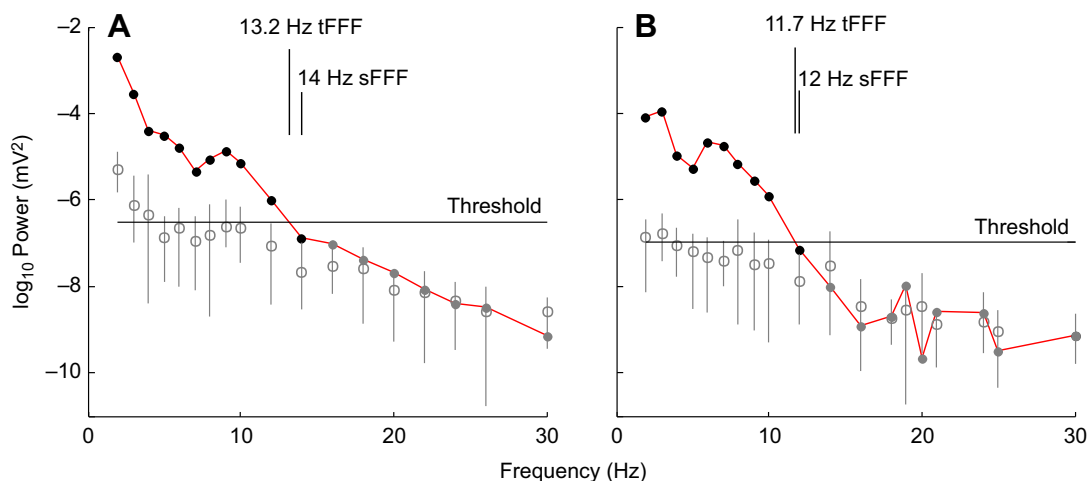 A
13.2 Hz tFFF
14 Hz sFFF
Threshold
B
11.7 Hz tFFF
12 Hz sFFF
Threshold
log10 Power (mV2)
–2
–4
–6
–8
–10
0 10 20 30
0 10 20 30
Frequency (Hz)